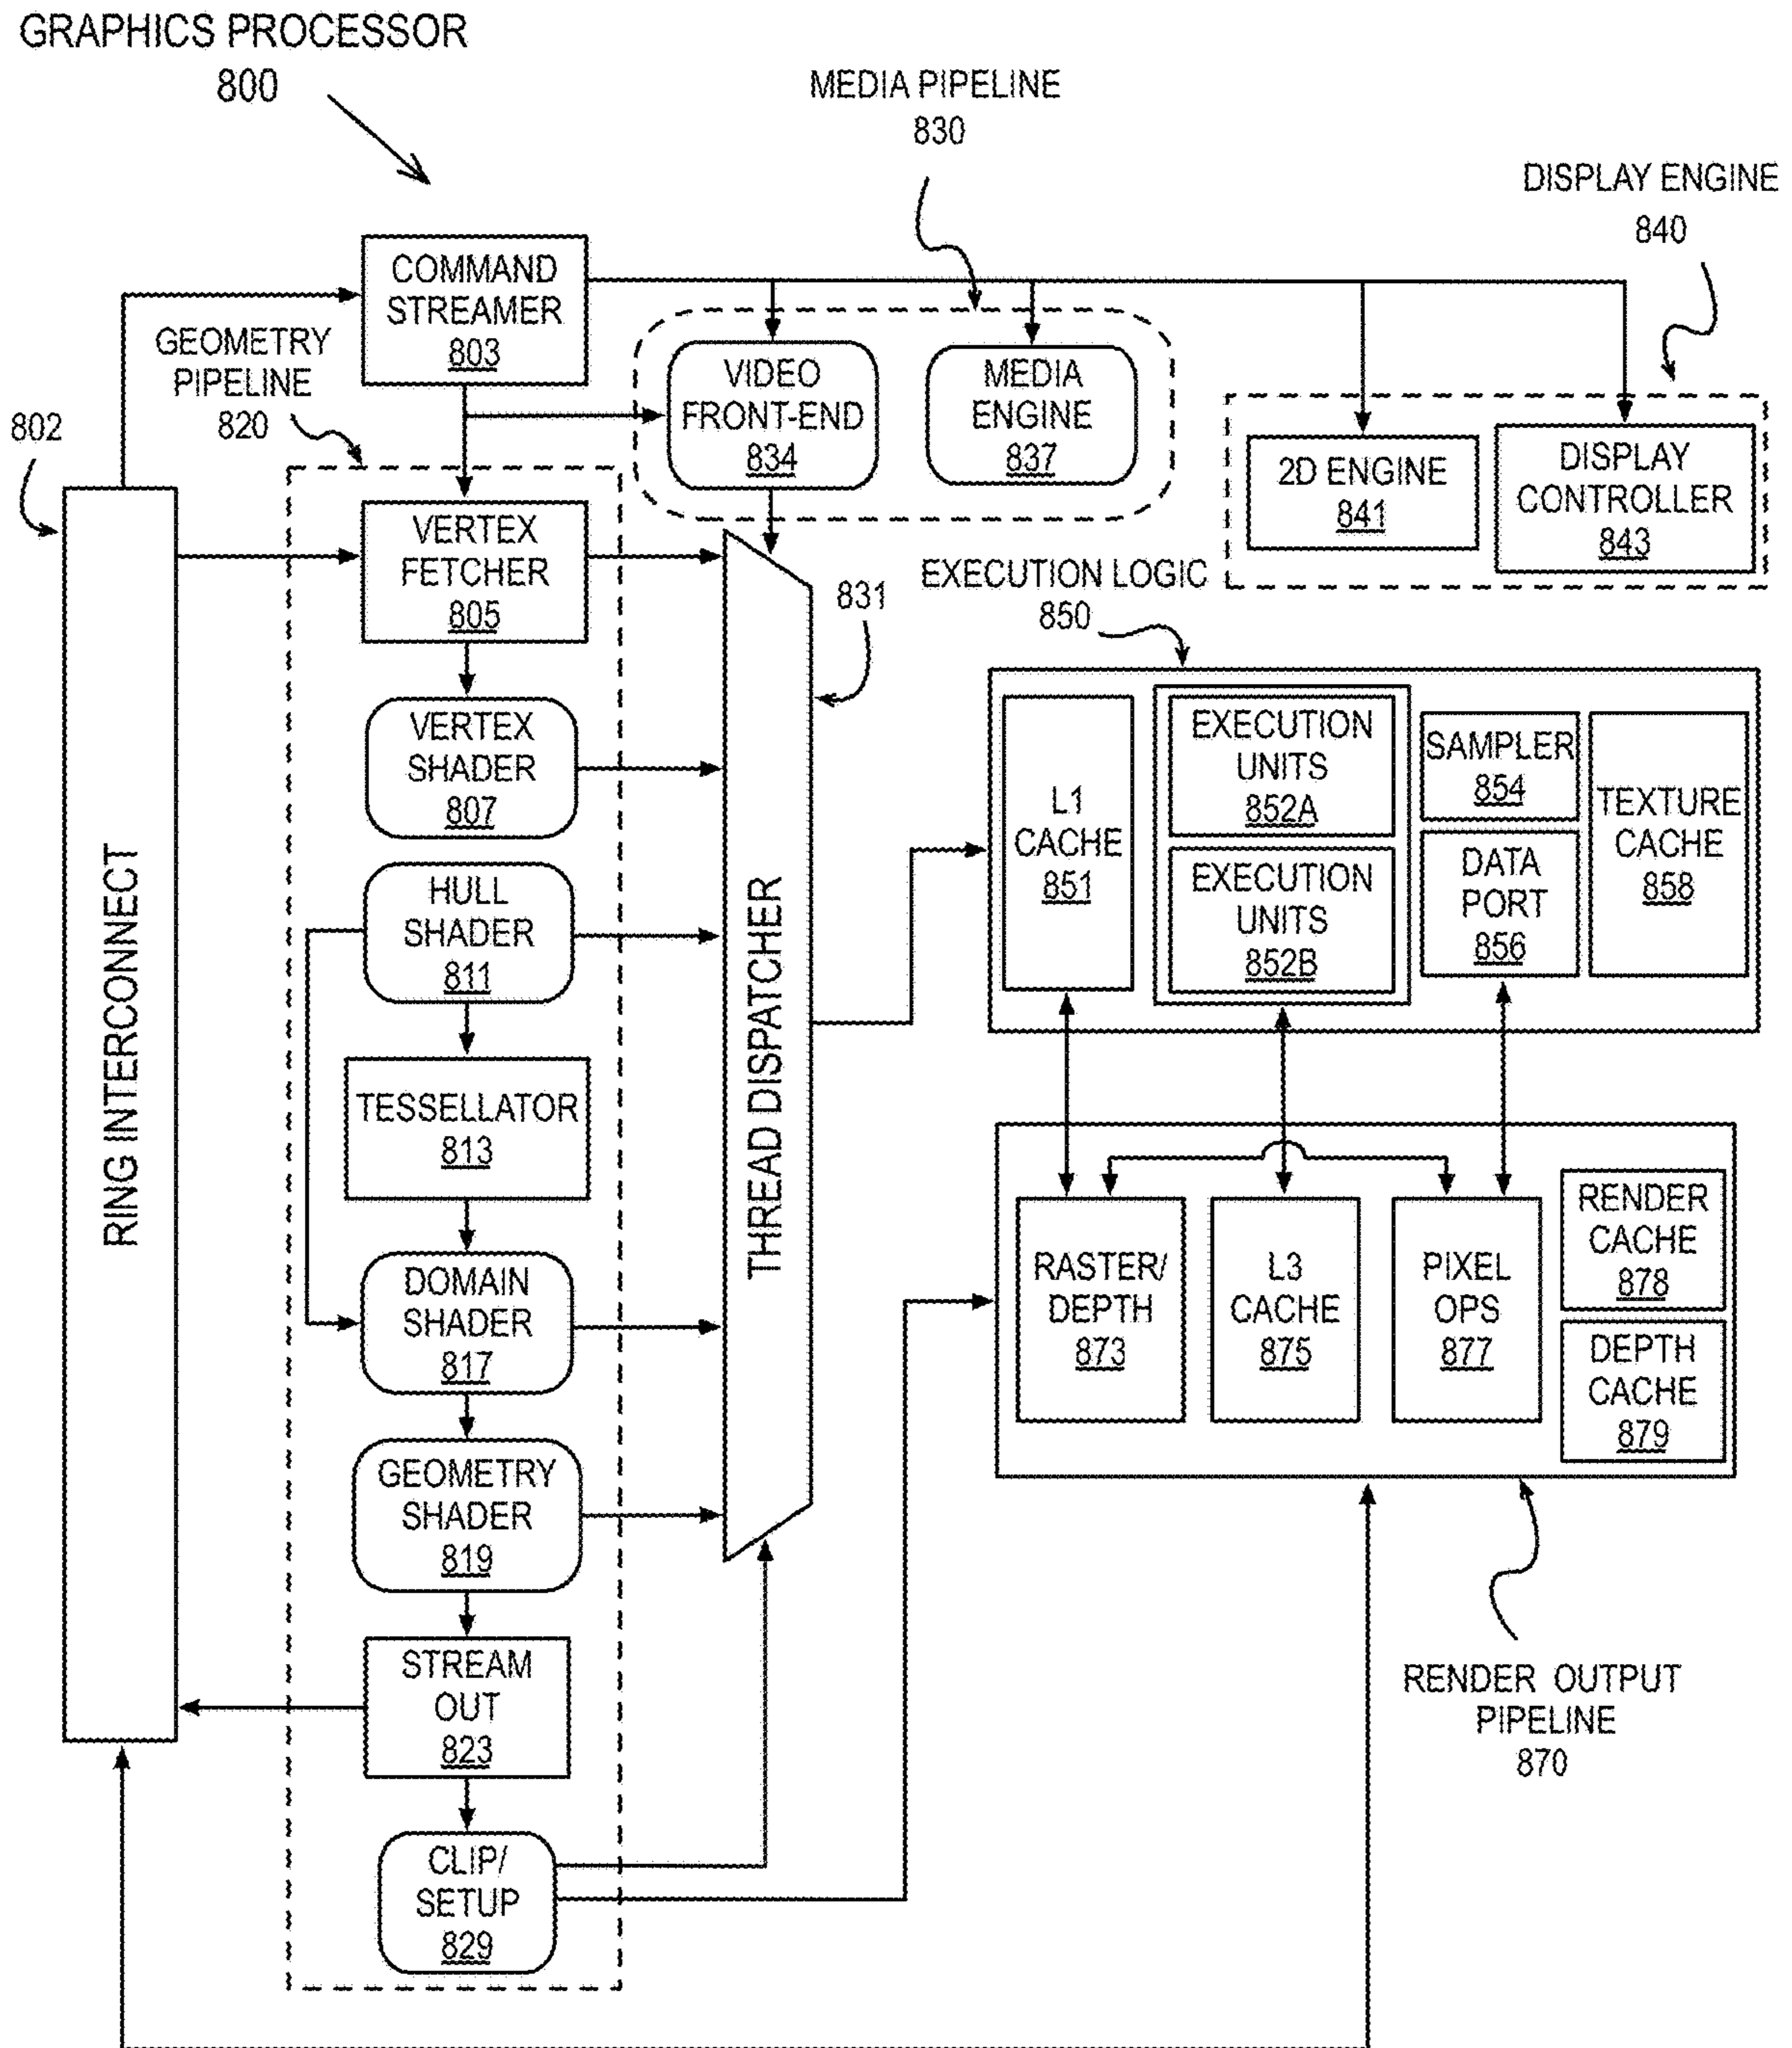 GRAPHICS PROCESSOR
800
MEDIA PIPELINE
830
DISPLAY ENGINE
840
COMMAND
STREAMER
803
GEOMETRY
PIPELINE
820
802
VIDEO
FRONT-END
834
MEDIA
ENGINE
837
2D ENGINE
841
DISPLAY
CONTROLLER
843
RING INTERCONNECT
VERTEX
FETCHER
805
VERTEX
SHADER
807
HULL
SHADER
811
TESSELLATOR
813
DOMAIN
SHADER
817
GEOMETRY
SHADER
819
STREAM
OUT
823
CLIP/
SETUP
829
THREAD DISPATCHER
831
EXECUTION LOGIC
850
L1
CACHE
851
EXECUTION
UNITS
852A
EXECUTION
UNITS
852B
SAMPLER
854
DATA
PORT
856
TEXTURE
CACHE
858
RASTER/
DEPTH
873
L3
CACHE
875
PIXEL
OPS
877
RENDER
CACHE
878
DEPTH
CACHE
879
RENDER OUTPUT
PIPELINE
870